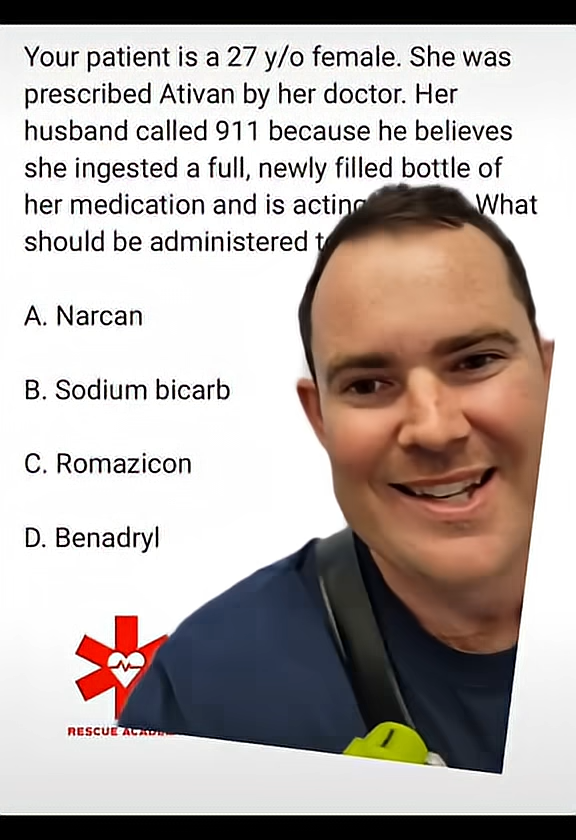 Your patient is a 27 y/o female. She was
prescribed Ativan by her doctor. Her
husband called 911 because he believes
she ingested a full, newly filled bottle of
her medication and is acting What
should be administered
A. Narcan
B. Sodium bicarb
C. Romazicon
D. Benadryl
RESCUE